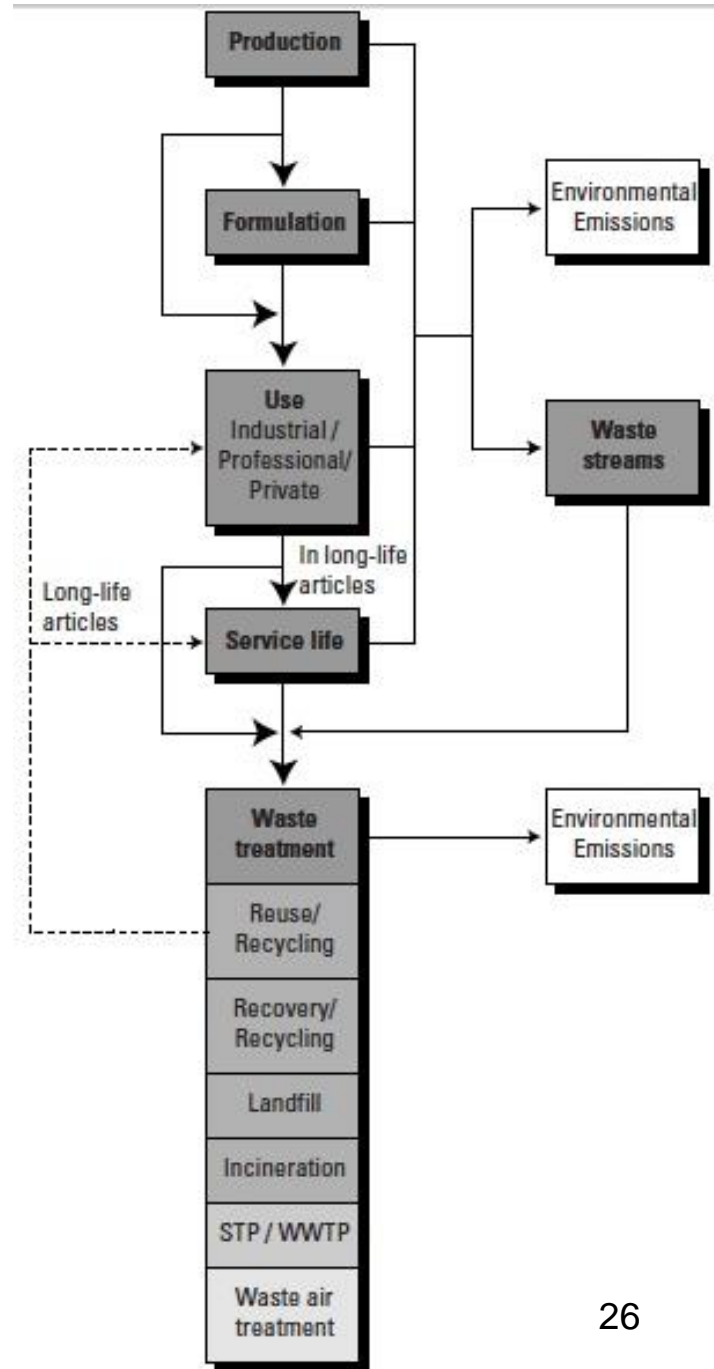 Production
Formulation
Environmental
Emissions
Use
Industrial /
Professional/
Private
Waste
streams
In long-life
articles
Long-life
articles
Service life
Waste
treatment
Environmental
Emissions
Reuse/
Recycling
Recovery/
Recycling
Landfill
Incineration
STP / WWTP
Waste air
treatment
26